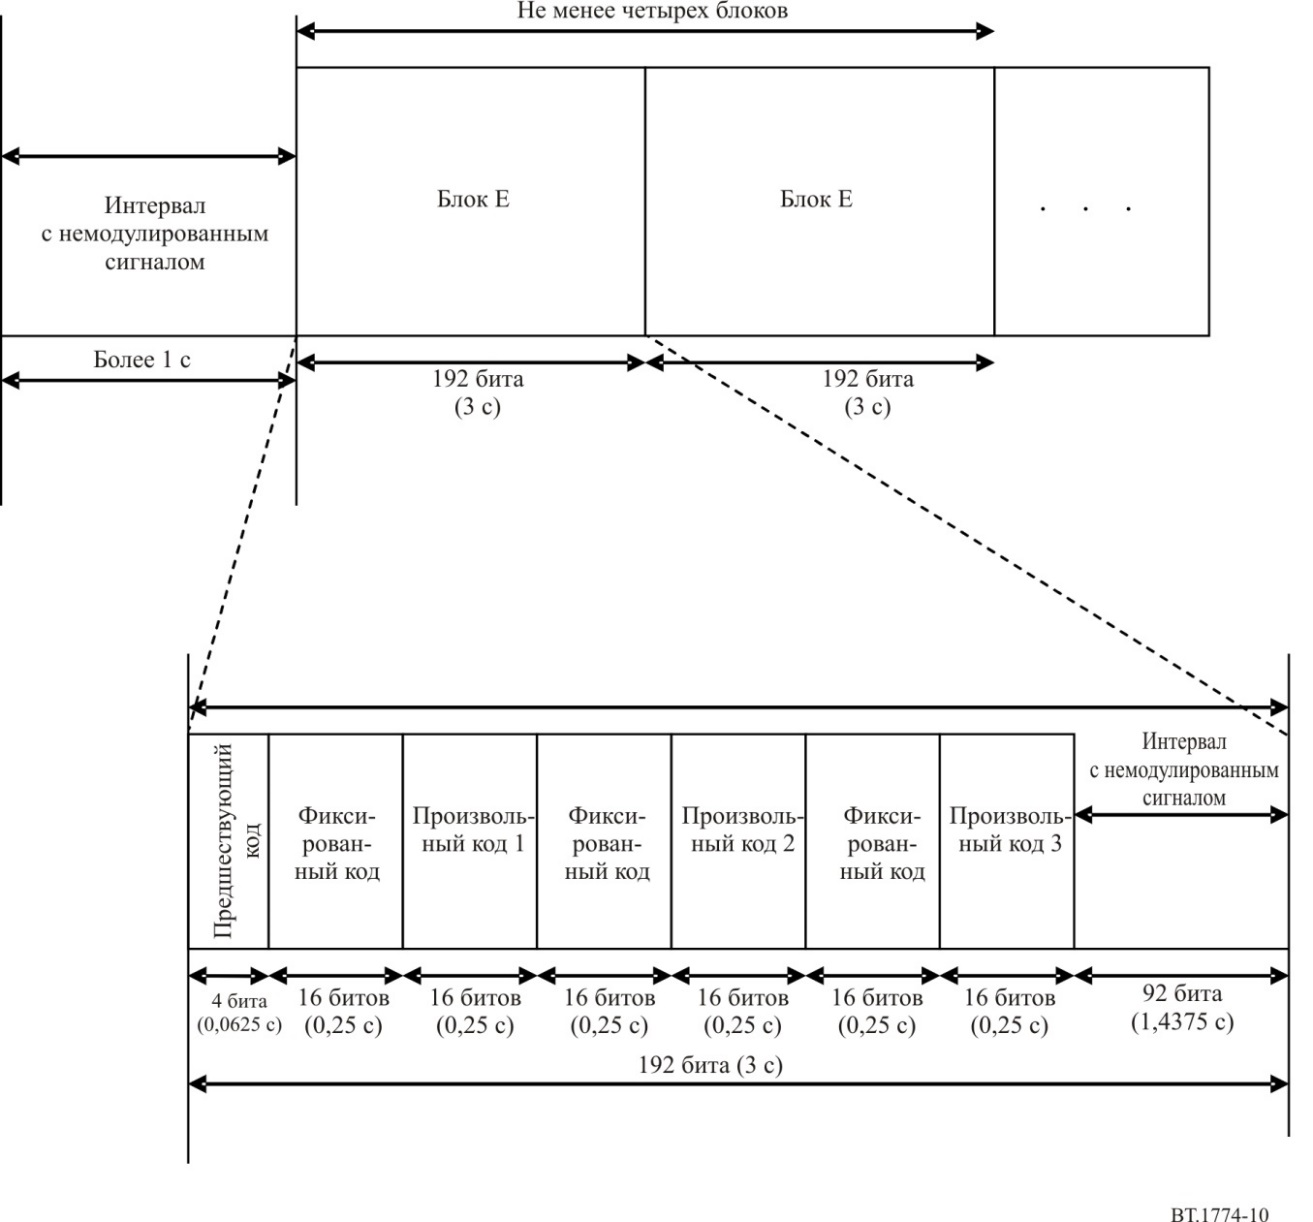 Не менее четырех блоков
Интервал
с немодулированным
сигналом
Блок E
Блок E
. . .
Более 1 с
192 бита
(3 с)
192 бита
(3 с)
Предшествующий
код
Фикси-
рован-
ный код
Произволь-
ный код 1
Фикси-
рован-
ный код
Произволь-
ный код 2
Фикси-
рован-
ный код
Произволь-
ный код 3
Интервал
с немодулированным
сигналом
4 бита
(0,0625 с)
16 битов
(0,25 с)
16 битов
(0,25 с)
16 битов
(0,25 с)
16 битов
(0,25 с)
16 битов
(0,25 с)
16 битов
(0,25 с)
92 бита
(1,4375 с)
192 бита (3 с)
BT.1774-10